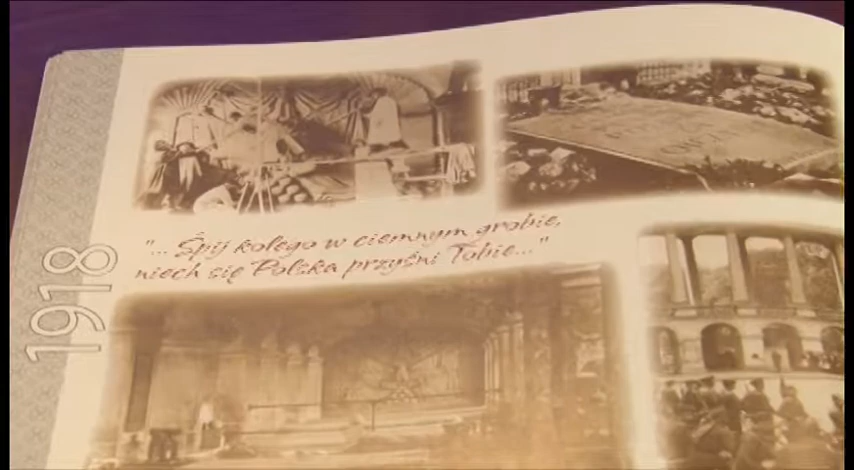 "... Śpij kolego w ciemnym grobie,
niech się Polska przyśni Tobie..."
1918